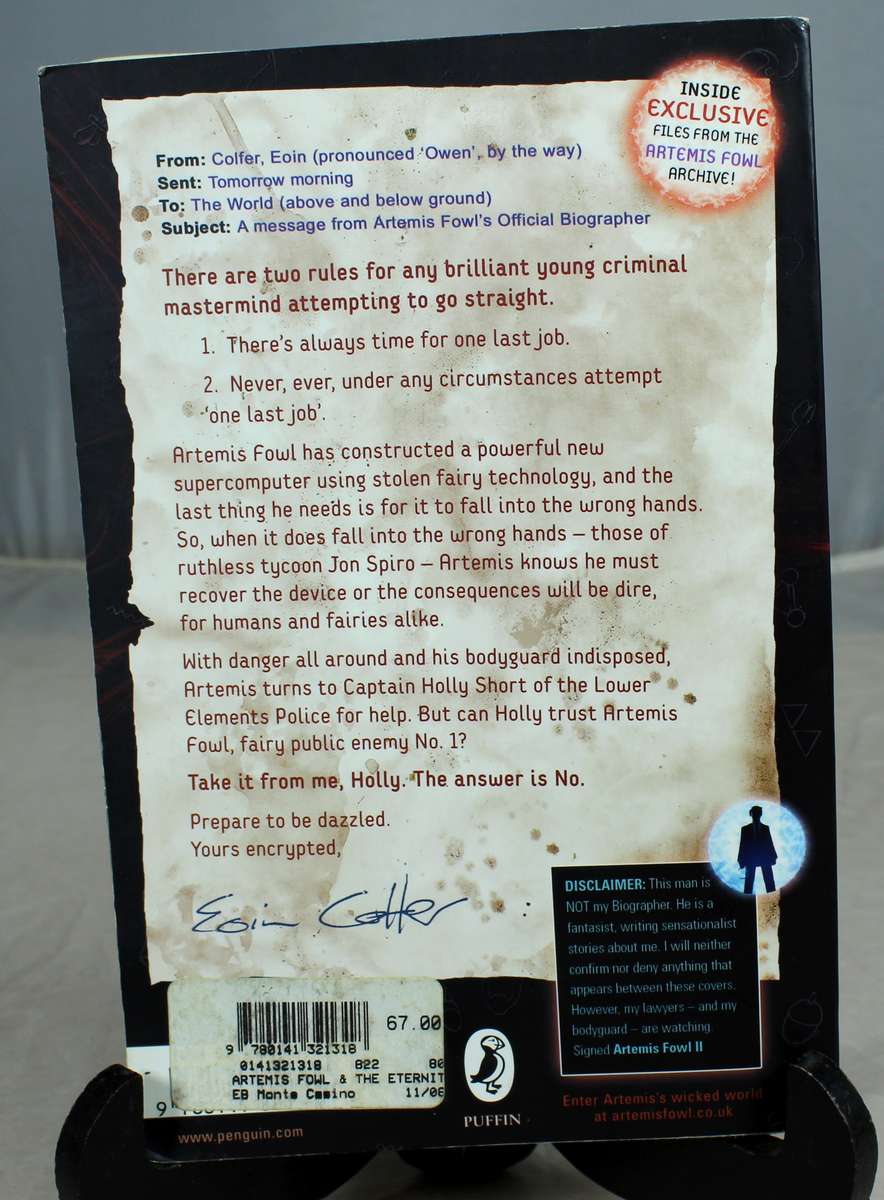 INSIDE
EXCLUSIVE
FILES FROM THE
ARTEMIS FOWL
ARCHIVE!
From: Colfer, Eoin (pronounced 'Owen', by the way)
Sent: Tomorrow morning
To: The World (above and below ground)
Subject: A message from Artemis Fowl's Official Biographer
There are two rules for any brilliant young criminal
mastermind attempting to go straight.
1. There's always time for one last job.
2. Never, ever, under any circumstances attempt
'one last job'.
Artemis Fowl has constructed a powerful new
supercomputer using stolen fairy technology, and the
last thing he needs is for it to fall into the wrong hands.
So, when it does fall into the wrong hands – those of
ruthless tycoon Jon Spiro – Artemis knows he must
recover the device or the consequences will be dire,
for humans and fairies alike.
With danger all around and his bodyguard indisposed,
Artemis turns to Captain Holly Short of the Lower
Elements Police for help. But can Holly trust Artemis
Fowl, fairy public enemy No. 1?
Take it from me, Holly. The answer is No.
Prepare to be dazzled.
Yours encrypted,
Eoin Colfer
DISCLAIMER: This man is
NOT my Biographer. He is a
fantasist, writing sensationalist
stories about me. I will neither
confirm nor deny anything that
appears between these covers.
However, my lawyers – and my
bodyguard – are watching.
Signed Artemis Fowl II
67.00
9 780141 321318
0141321318 822 80
ARTEMIS FOWL & THE ETERNIT
EB Monte Casino 11/06
9
PUFFIN
Enter Artemis's wicked world
at artemisfowl.co.uk
www.penguin.com